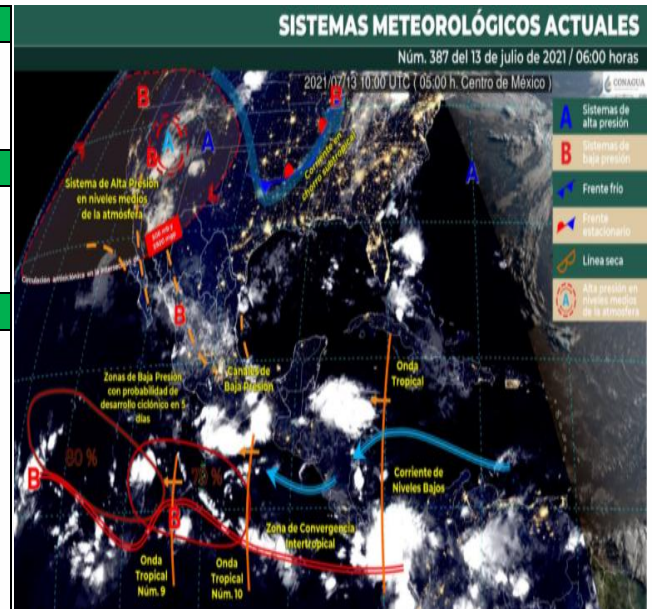 SISTEMAS METEOROLÓGICOS ACTUALES
Núm. 387 del 13 de julio de 2021 / 06:00 horas
2021/07/13 10:00 UTC ( 05:00 h. Centro de México )
CONAGUA
A
Sistemas de
alta presión
B
Sistemas de
baja presión
Frente frío
Frente
estacionario
Línea seca
A
Alta presión en
niveles medios
de la atmósfera
B
B
A
A
B
A
Sistema de Alta Presión
en niveles medios
de la atmósfera
Corriente en
chorro subtropical
B
Canales de
Baja Presión
Onda
Tropical
Zonas de Baja Presión
con probabilidad de
desarrollo ciclónico en 5
días
80 %
70 %
B
B
Corriente de
Niveles Bajos
Zona de Convergencia
Intertropical
Onda
Tropical
Núm. 9
Onda
Tropical
Núm. 10